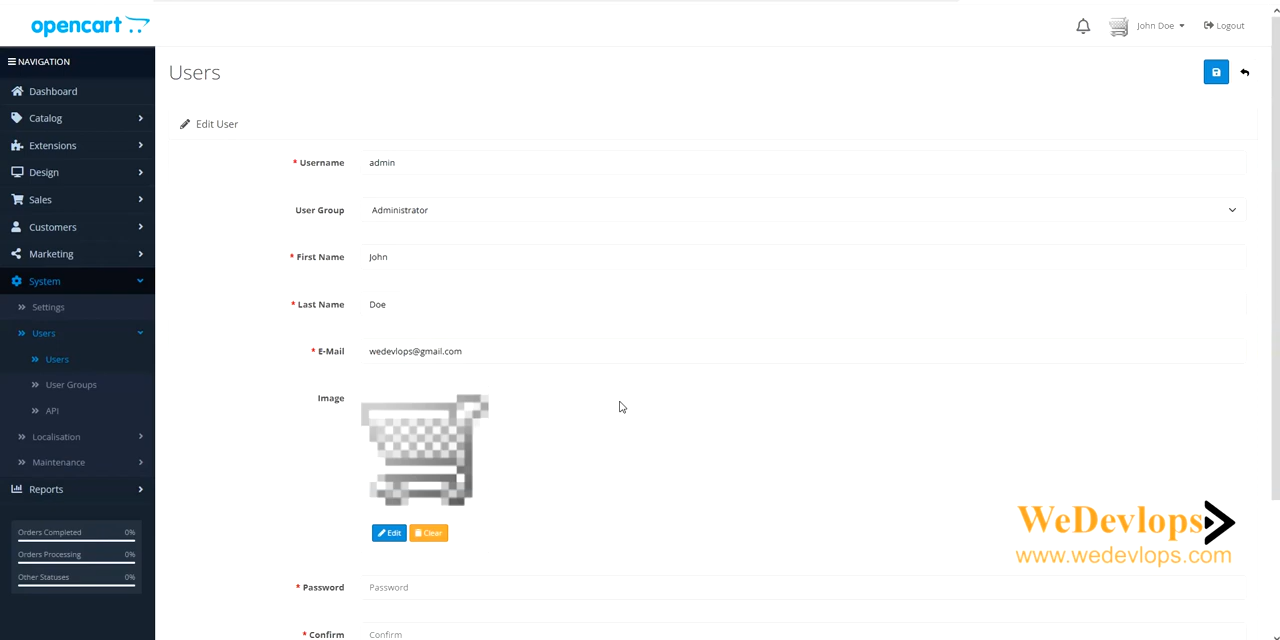 opencart
John Doe
Logout
NAVIGATION
Users
Dashboard
Catalog
Edit User
Extensions
* Username admin
Design
Sales
User Group Administrator
Customers
Marketing
* First Name John
System
Settings
* Last Name Doe
Users
Users
* E-Mail wedevlops@gmail.com
User Groups
Image
API
Localisation
Maintenance
Reports
Edit Clear
Orders Completed 0%
Orders Processing 0%
Other Statuses 0%
WeDevlops
www.wedevlops.com
* Password Password
* Confirm Confirm